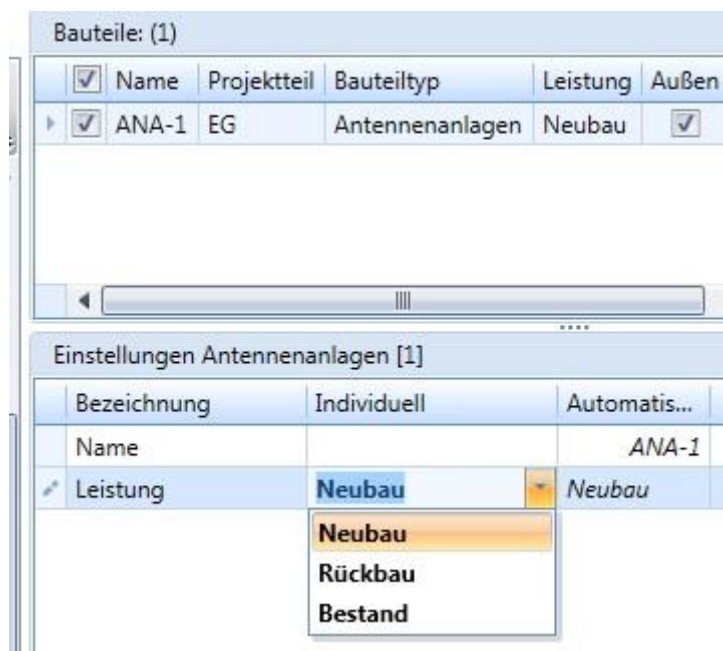 Bauteile: (1)
Name Projektteil Bauteiltyp Leistung Außen
ANA-1 EG Antennenanlagen Neubau
Einstellungen Antennenanlagen [1]
Bezeichnung Individuell Automatis...
Name ANA-1
Leistung Neubau Neubau
Neubau
Rückbau
Bestand